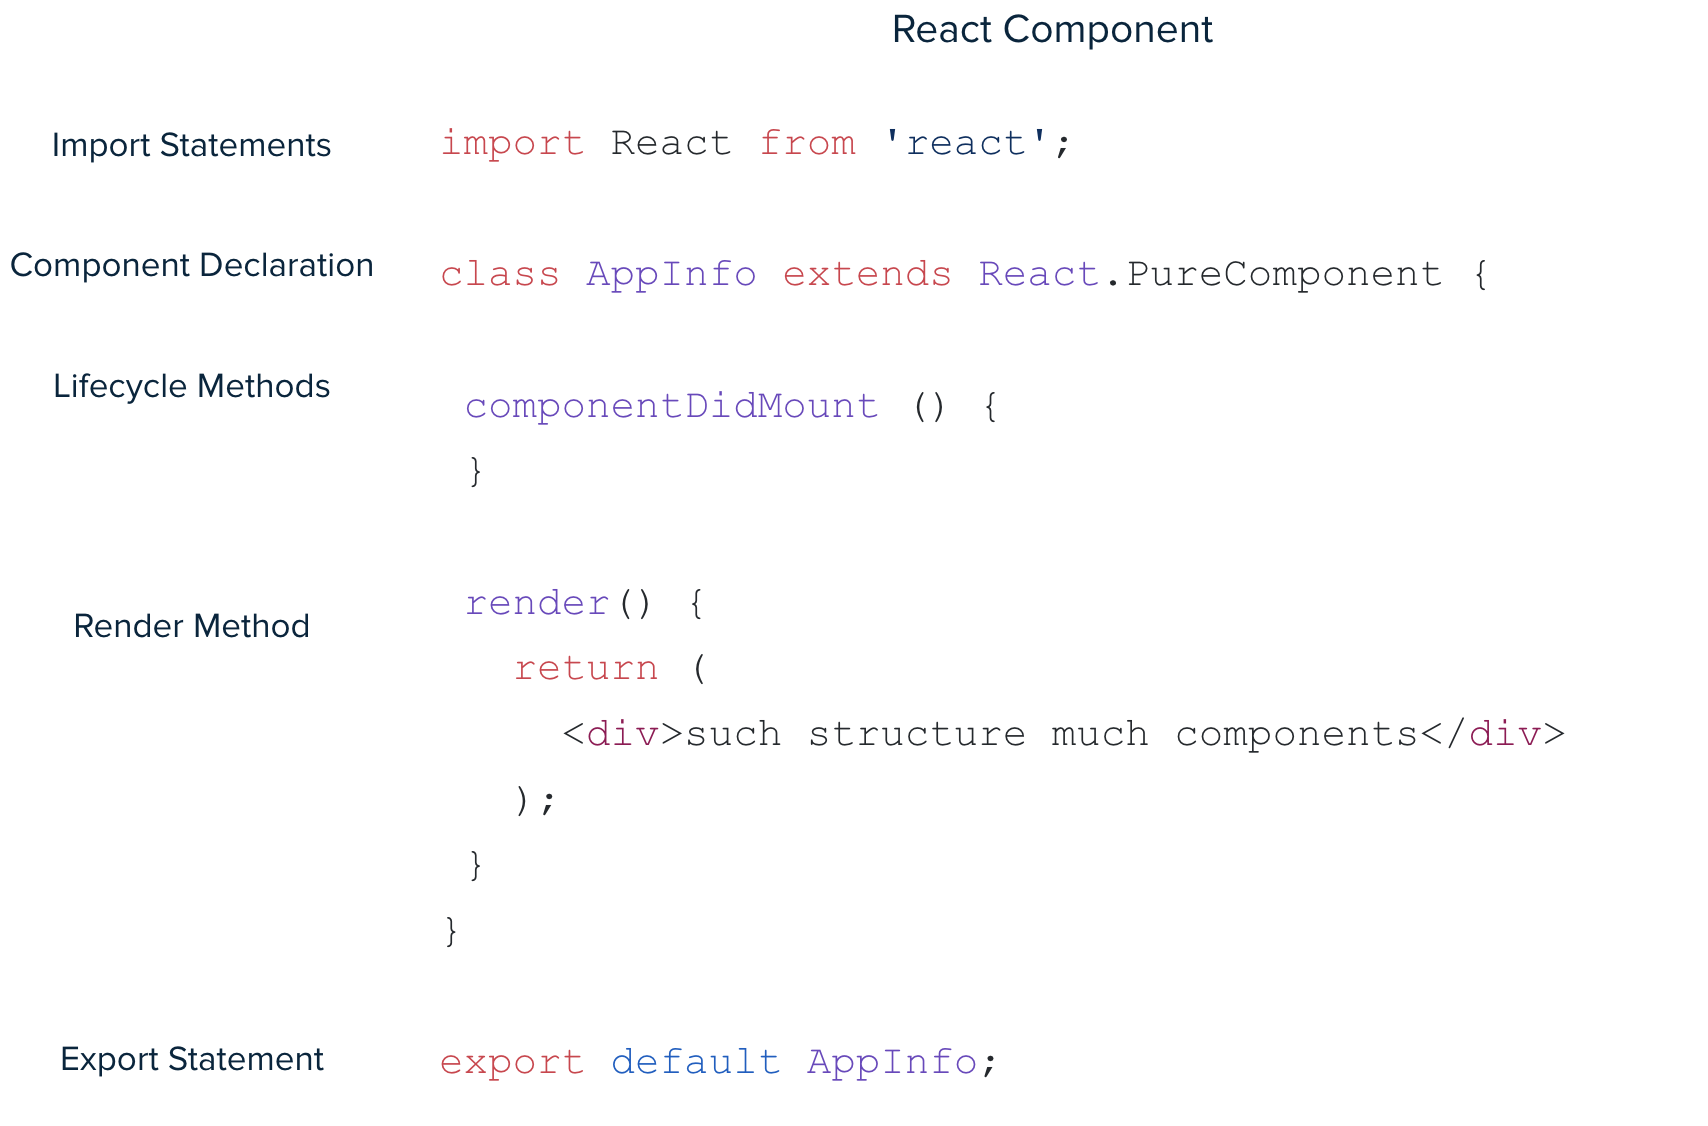 React Component
Import Statements
import React from 'react';
Component Declaration
class AppInfo extends React.PureComponent {
Lifecycle Methods
componentDidMount () {
}
Render Method
render() {
return (
<div>such structure much components</div>
);
}
}
Export Statement
export default AppInfo;